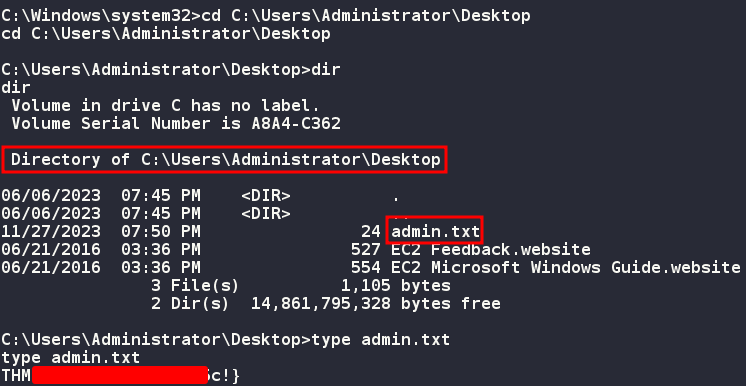 C:\Windows\system32>cd C:\Users\Administrator\Desktop
cd C:\Users\Administrator\Desktop
C:\Users\Administrator\Desktop>dir
dir
Volume in drive C has no label.
Volume Serial Number is A8A4-C362
Directory of C:\Users\Administrator\Desktop
06/06/2023  07:45 PM    <DIR>          .
06/06/2023  07:45 PM    <DIR>          ..
11/27/2023  07:50 PM                24 admin.txt
06/21/2016  03:36 PM               527 EC2 Feedback.website
06/21/2016  03:36 PM               554 EC2 Microsoft Windows Guide.website
3 File(s)          1,105 bytes
2 Dir(s)  14,861,795,328 bytes free
C:\Users\Administrator\Desktop>type admin.txt
type admin.txt
THM c!}